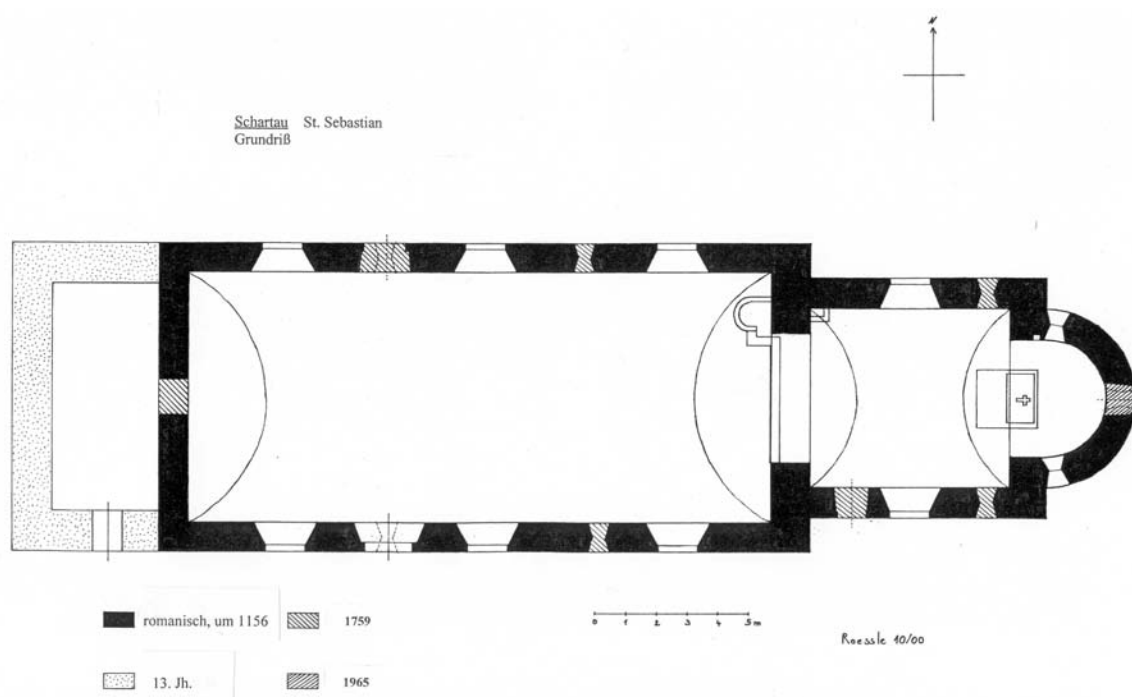 N
Schartau St. Sebastian
Grundriß
romanisch, um 1156
1759
0 1 2 3 4 5m
Roessle 10/00
13. Jh.
1965